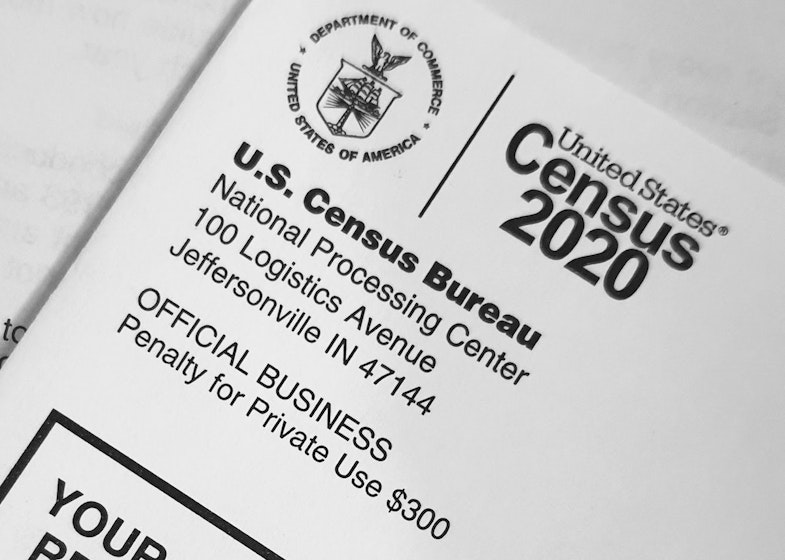 DEPARTMENT OF COMMERCE
UNITED STATES OF AMERICA
United States®
Census
2020
U.S. Census Bureau
National Processing Center
100 Logistics Avenue
Jeffersonville IN 47144
OFFICIAL BUSINESS
Penalty for Private Use $300
YOUR
to